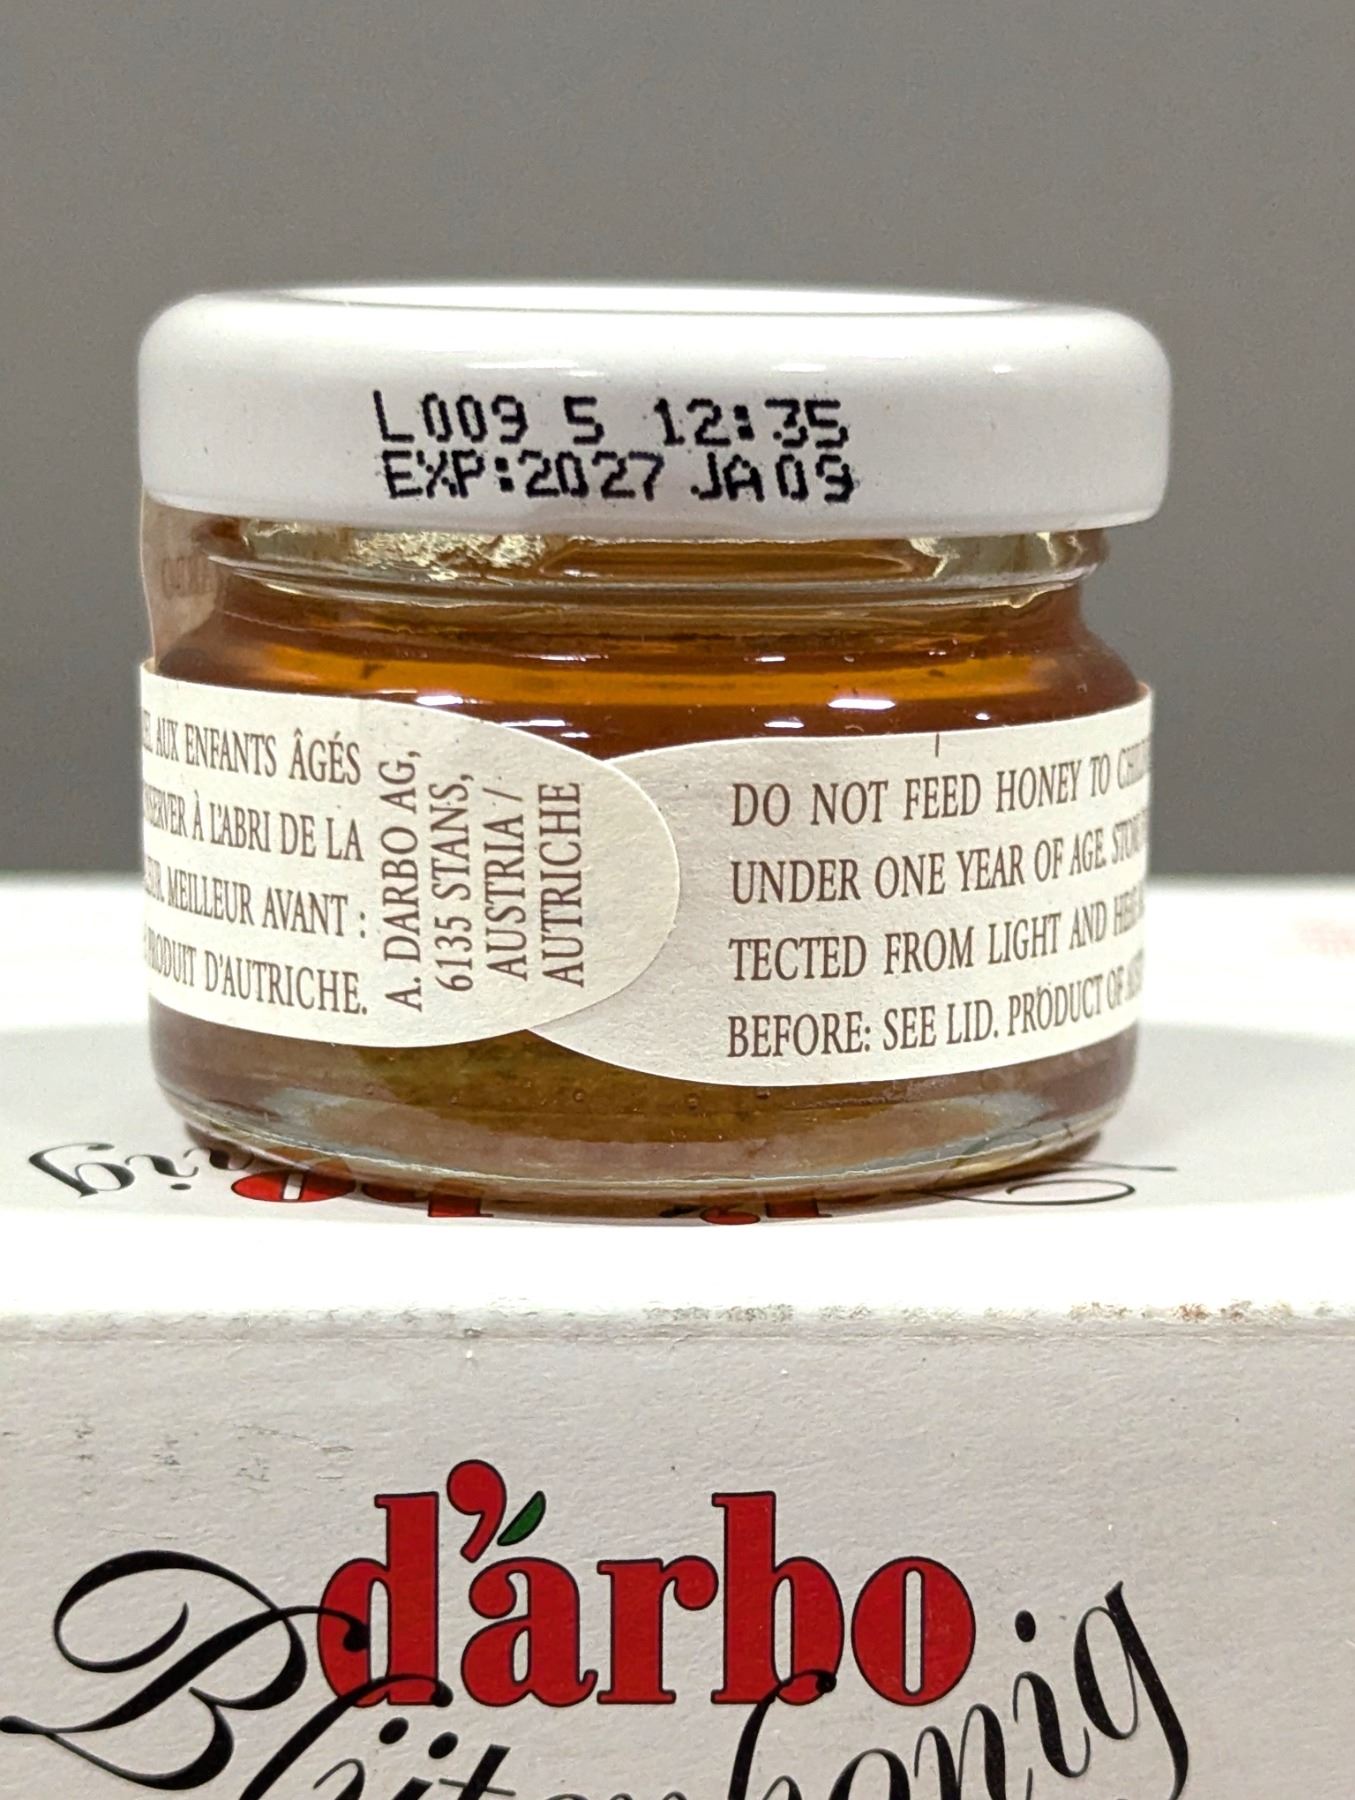 L009 5 12:35
EXP:2027 JA09
AUX ENFANTS ÂGÉS
À L'ABRI DE LA
MEILLEUR AVANT :
PRODUIT D'AUTRICHE.
A. DARBO AG,
6135 STANS,
AUSTRIA /
AUTRICHE
DO NOT FEED HONEY TO
UNDER ONE YEAR OF AGE.
TECTED FROM LIGHT AND
BEFORE: SEE LID. PRODUCT OF
d'arbo
Blütenhonig